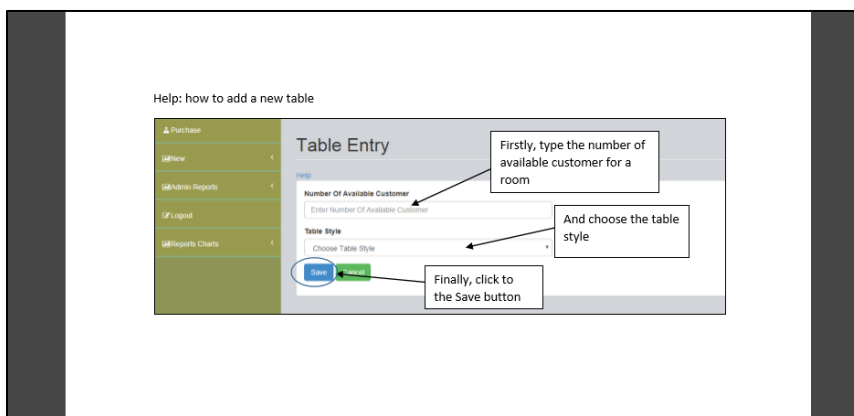 Help: how to add a new table
Purchase
New
Admin Reports
Logout
Reports Charts
Table Entry
Help
Number Of Available Customer
Enter Number Of Available Customer
Table Style
Choose Table Style
Save
Cancel
Firstly, type the number of
available customer for a
room
And choose the table
style
Finally, click to
the Save button